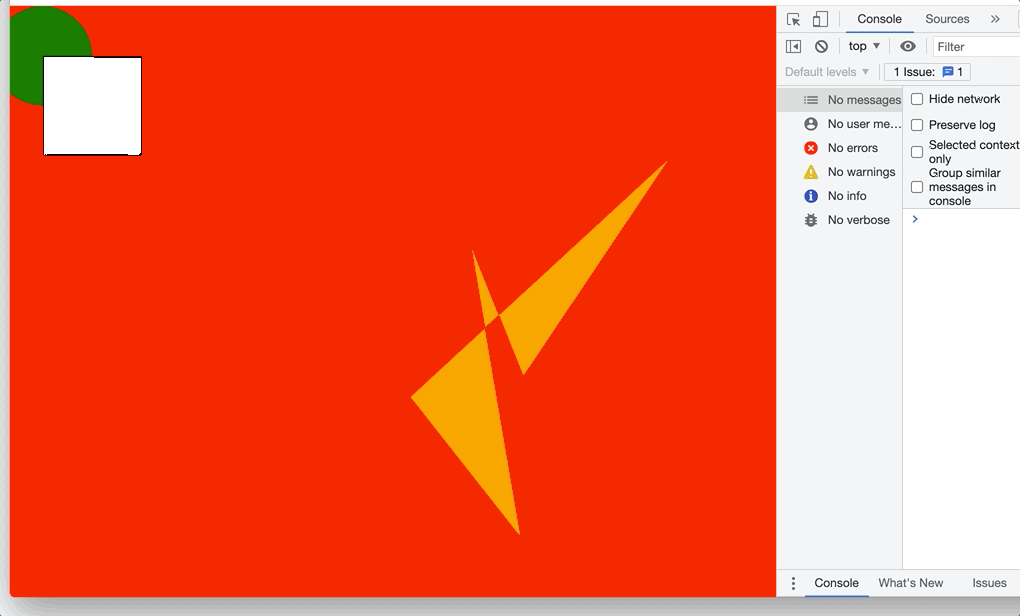 Console Sources »
top ▼ Filter
Default levels ▼ 1 Issue: 1
No messages
No user me...
No errors
No warnings
No info
No verbose
Hide network
Preserve log
Selected context
only
Group similar
messages in
console
>
Console What's New Issues